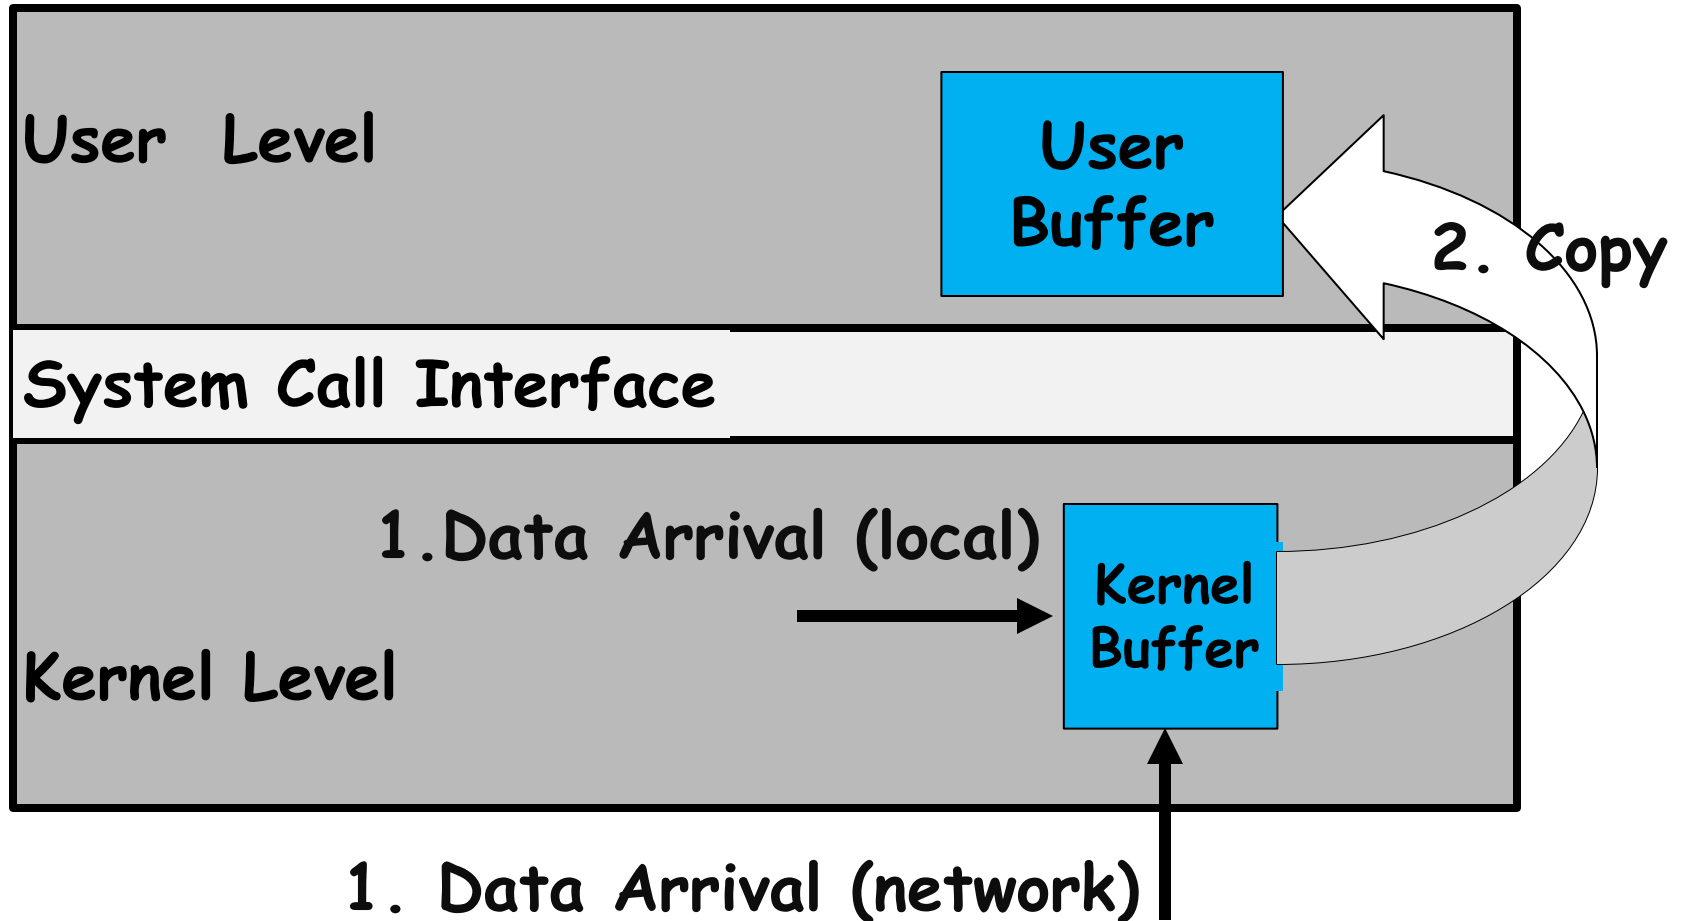 User Level
User
Buffer
2. Copy
System Call Interface
1.Data Arrival (local)
Kernel
Buffer
Kernel Level
1. Data Arrival (network)